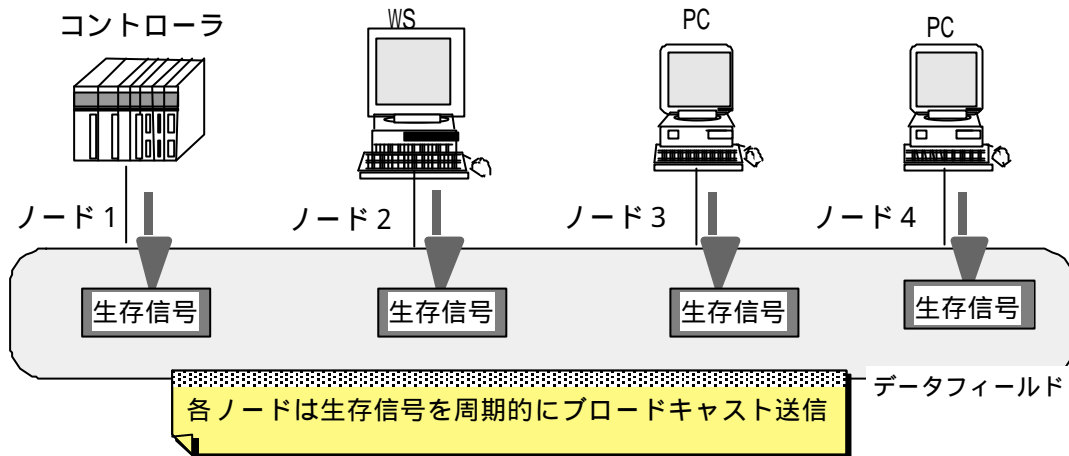 コントローラ
WS
PC
PC
ノード1
ノード2
ノード3
ノード4
生存信号
生存信号
生存信号
生存信号
データフィールド
各ノードは生存信号を周期的にブロードキャスト送信